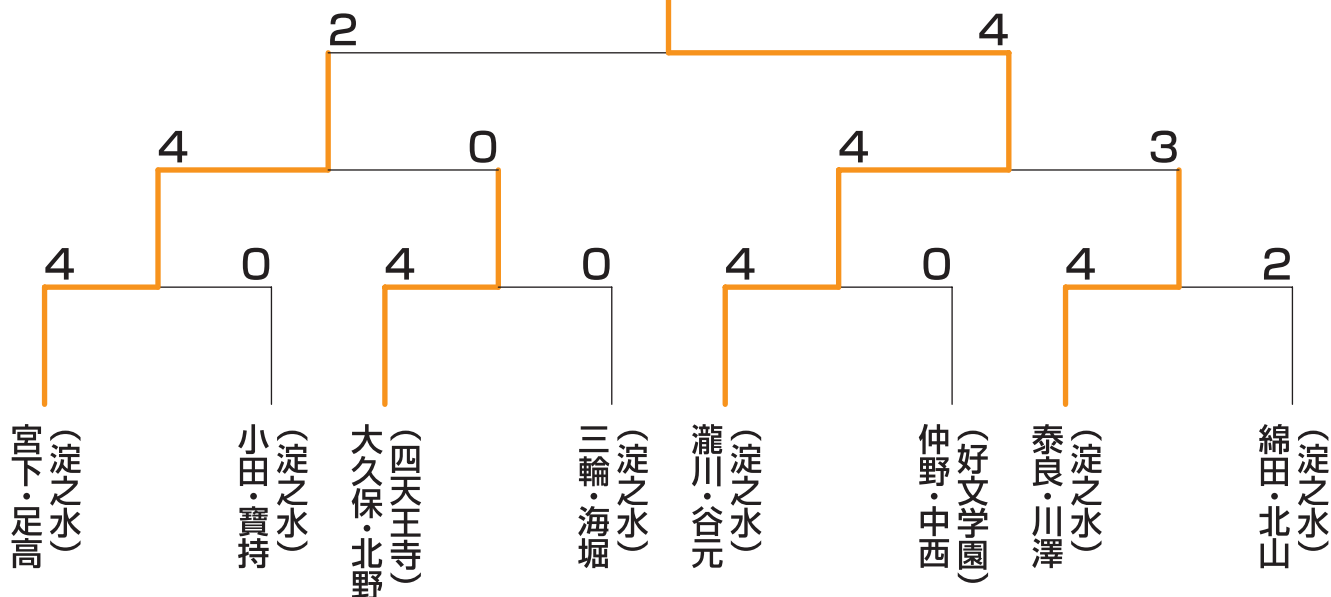 2
4
4
0
4
3
4
0
4
0
4
0
4
2
宮下・足高
(淀之水)
小田・寶持
(淀之水)
大久保・北野
(四天王寺)
三輪・海堀
(淀之水)
瀧川・谷元
(淀之水)
仲野・中西
(好文学園)
泰良・川澤
(淀之水)
綿田・北山
(淀之水)